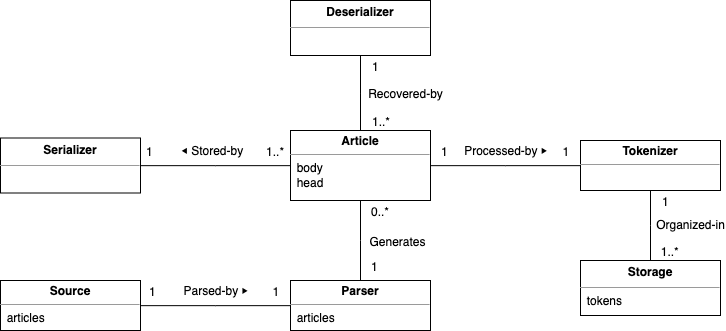 Deserializer
1
Recovered-by
1..*
Serializer
1
◄ Stored-by
1..*
Article
body
head
1
Processed-by ►
1
Tokenizer
1
Organized-in
1..*
0..*
Generates
1
Source
articles
1
Parsed-by ►
1
Parser
articles
Storage
tokens